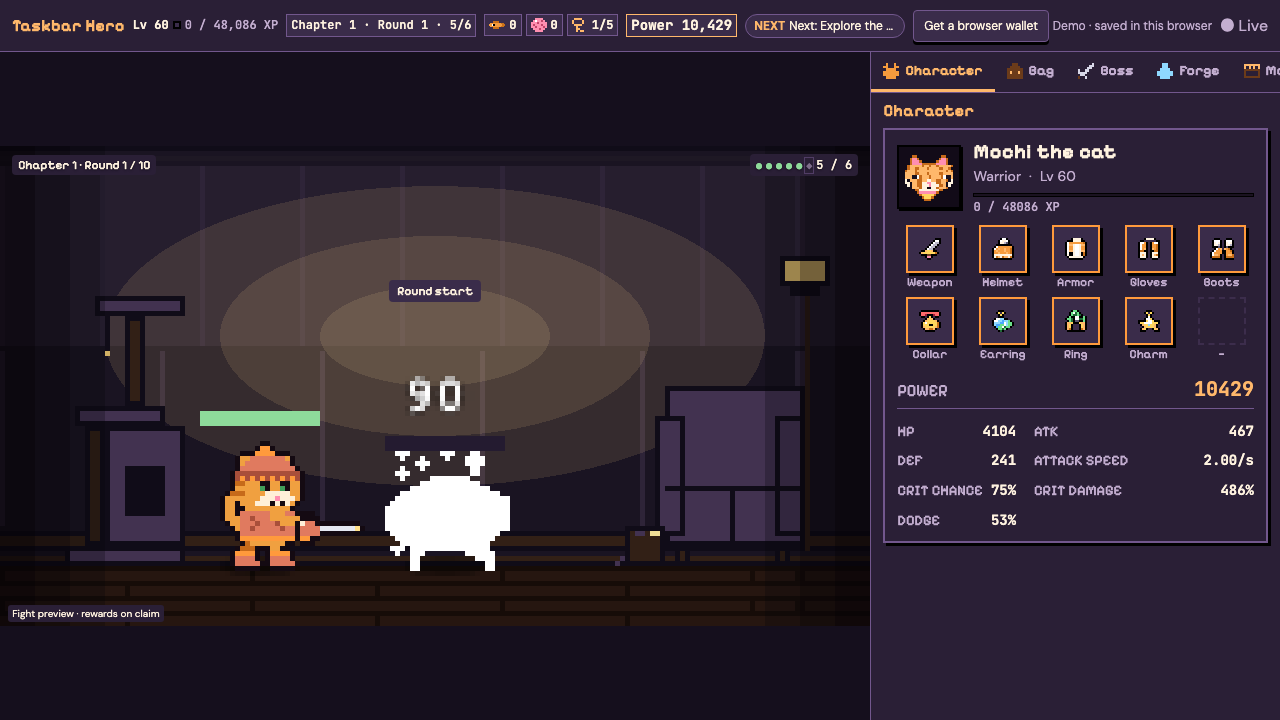 Taskbar Hero Lv 60 0 / 48,086 XP Chapter 1 · Round 1 · 5/6 0 0 1/5 Power 10,429 NEXT Next: Explore the ... Get a browser wallet Demo · saved in this browser Live
Character Bag Boss Forge
Character
Mochi the cat
Warrior · Lv 60
0 / 48086 XP
Weapon Helmet Armor Gloves Boots
Collar Earring Ring Charm -
POWER 10429
HP 4104 ATK 467
DEF 241 ATTACK SPEED 2.00/s
CRIT CHANCE 75% CRIT DAMAGE 486%
DODGE 53%
Chapter 1 · Round 1 / 10
5 / 6
Round start
90
Fight preview · rewards on claim